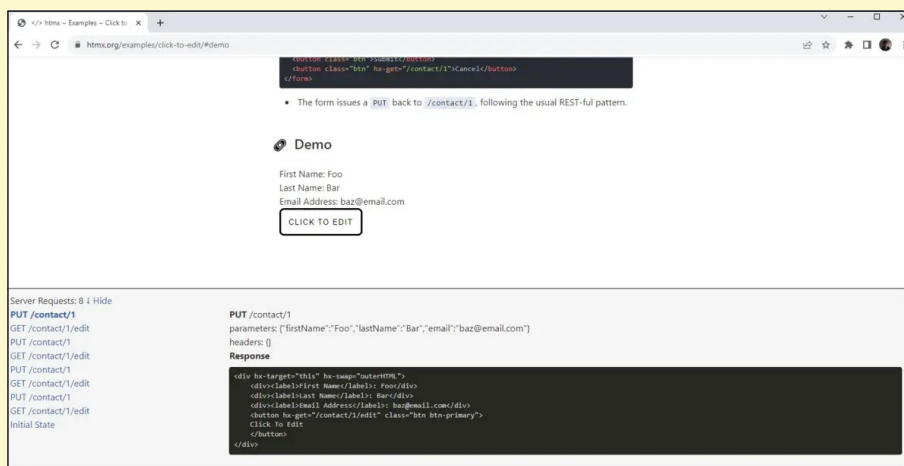 </> htmx ~ Examples ~ Click to
htmx.org/examples/click-to-edit/#demo
<button class="btn">Submit</button>
<button class="btn" hx-get="/contact/1">Cancel</button>
</form>
The form issues a PUT back to /contact/1, following the usual REST-ful pattern.
Demo
First Name: Foo
Last Name: Bar
Email Address: baz@email.com
CLICK TO EDIT
Server Requests: 8 ↓ Hide
PUT /contact/1
GET /contact/1/edit
PUT /contact/1
GET /contact/1/edit
PUT /contact/1
GET /contact/1/edit
PUT /contact/1
GET /contact/1/edit
Initial State
PUT /contact/1
parameters: {"firstName":"Foo","lastName":"Bar","email":"baz@email.com"}
headers: {}
Response
<div hx-target="this" hx-swap="outerHTML">
<div><label>First Name</label>: Foo</div>
<div><label>Last Name</label>: Bar</div>
<div><label>Email Address</label>: baz@email.com</div>
<button hx-get="/contact/1/edit" class="btn btn-primary">
Click To Edit
</button>
</div>